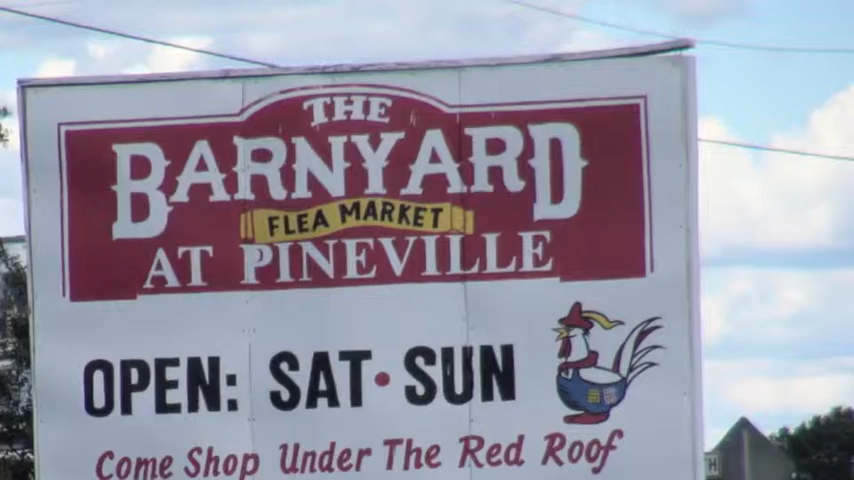 THE
BARNYARD
FLEA MARKET
AT PINEVILLE
OPEN: SAT•SUN
Come Shop Under The Red Roof